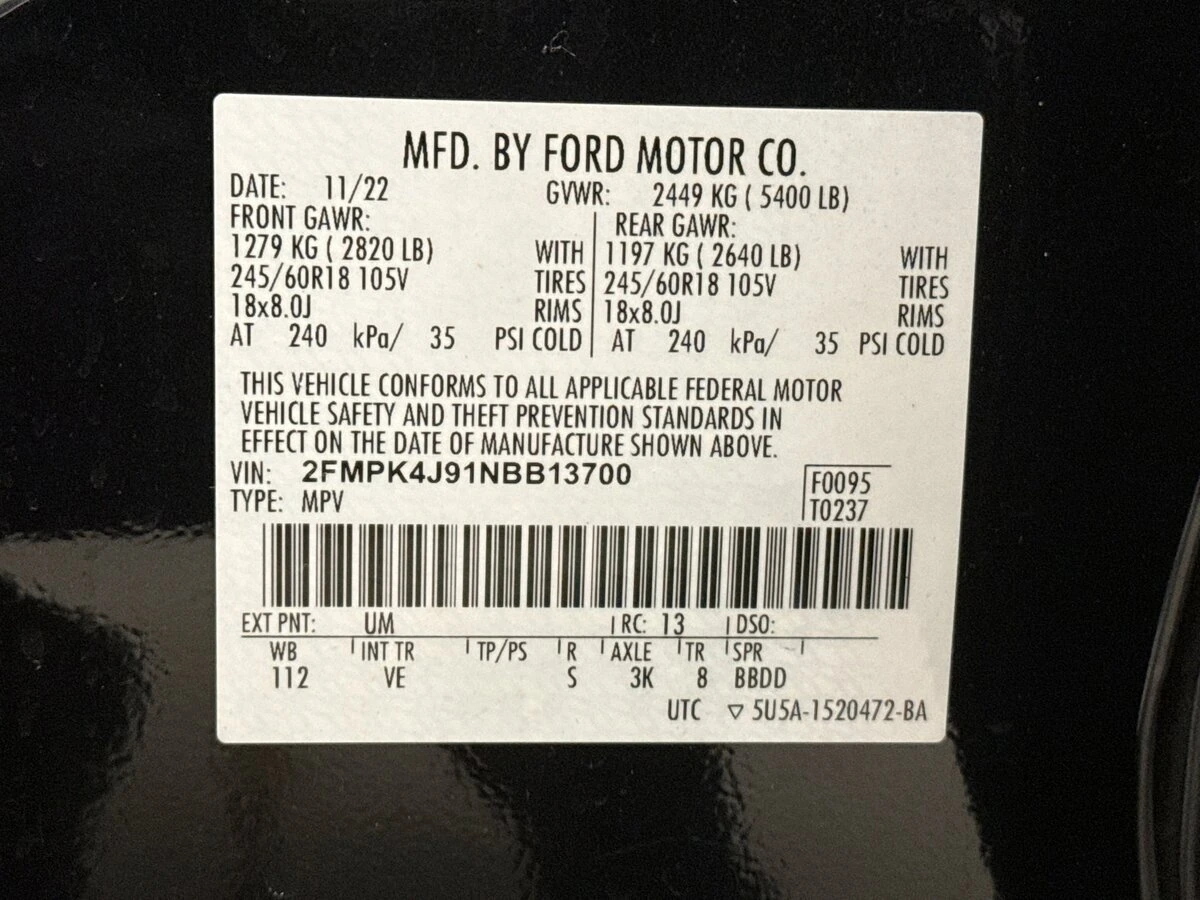 MFD. BY FORD MOTOR CO.
DATE: 11/22 GVWR: 2449 KG ( 5400 LB)
FRONT GAWR: REAR GAWR:
1279 KG ( 2820 LB) WITH 1197 KG ( 2640 LB) WITH
245/60R18 105V TIRES 245/60R18 105V TIRES
18x8.0J RIMS 18x8.0J RIMS
AT 240 kPa/ 35 PSI COLD AT 240 kPa/ 35 PSI COLD
THIS VEHICLE CONFORMS TO ALL APPLICABLE FEDERAL MOTOR
VEHICLE SAFETY AND THEFT PREVENTION STANDARDS IN
EFFECT ON THE DATE OF MANUFACTURE SHOWN ABOVE.
VIN: 2FMPK4J91NBB13700 F0095
TYPE: MPV T0237
EXT PNT: UM RC: 13 DSO:
WB INT TR TP/PS R AXLE TR SPR
112 VE S 3K 8 BBDD
UTC ▽ 5U5A-1520472-BA